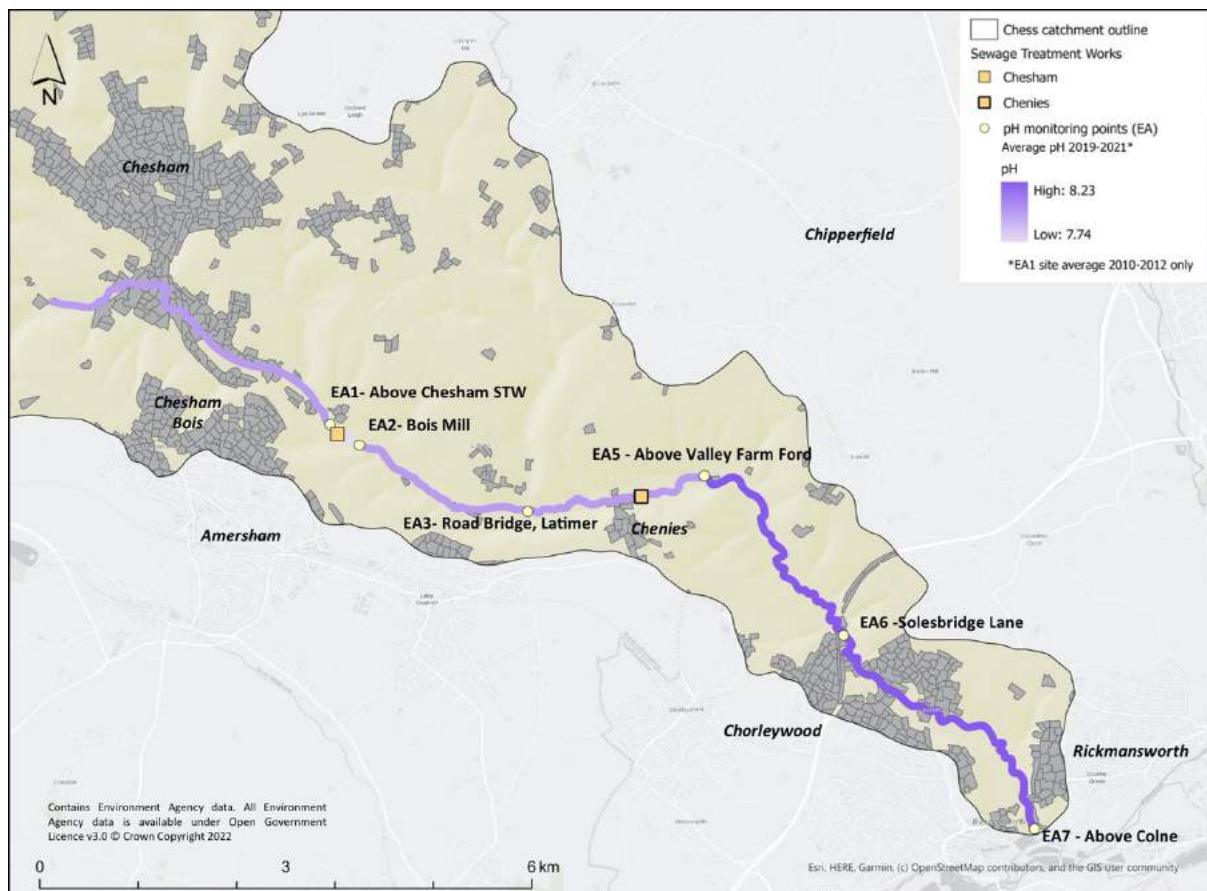 Chess catchment outline
Sewage Treatment Works
Chesham
Chenies
pH monitoring points (EA)
Average pH 2019-2021*
pH
High: 8.23
Low: 7.74
*EA1 site average 2010-2012 only
N
Chesham
Chipperfield
EA1- Above Chesham STW
Chesham
Bois
EA2- Bois Mill
EA5 - Above Valley Farm Ford
EA3- Road Bridge, Latimer
Chenies
Amersham
EA6 -Solesbridge Lane
Chorleywood
Rickmansworth
EA7 - Above Colne
Contains Environment Agency data. All Environment
Agency data is available under Open Government
Licence v3.0 © Crown Copyright 2022
0 3 6 km
Esri, HERE, Garmin, (c) OpenStreetMap contributors, and the GIS user community